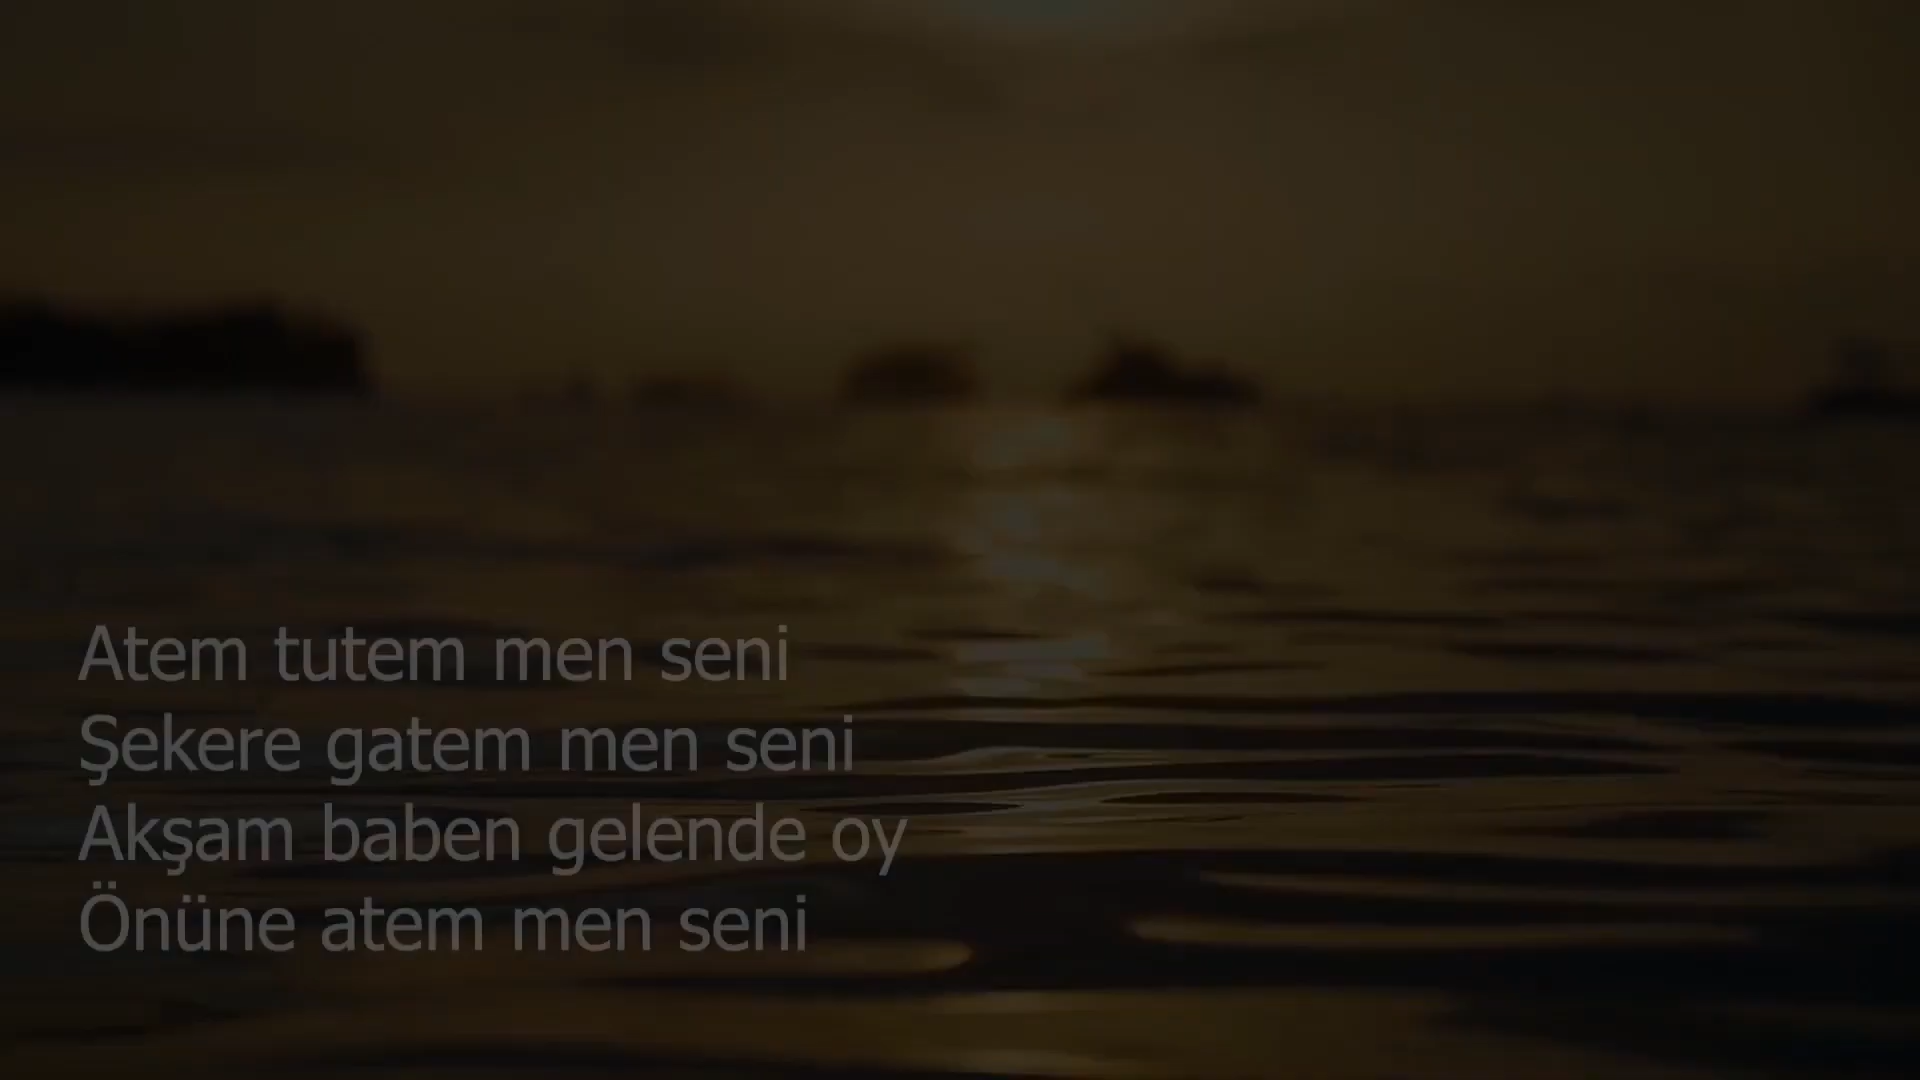 Atem tutem men seni
Şekere gatem men seni
Akşam baben gelende oy
Önüne atem men seni